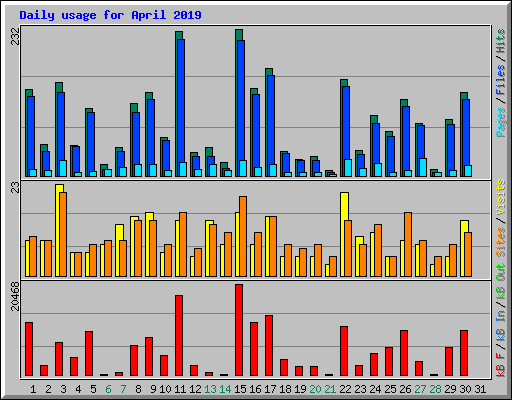 Daily usage for April 2019
232
Pages / Files / Hits
23
Sites / Visits
20468
kB F / kB In / kB Out
1 2 3 4 5 6 7 8 9 10 11 12 13 14 15 16 17 18 19 20 21 22 23 24 25 26 27 28 29 30 31